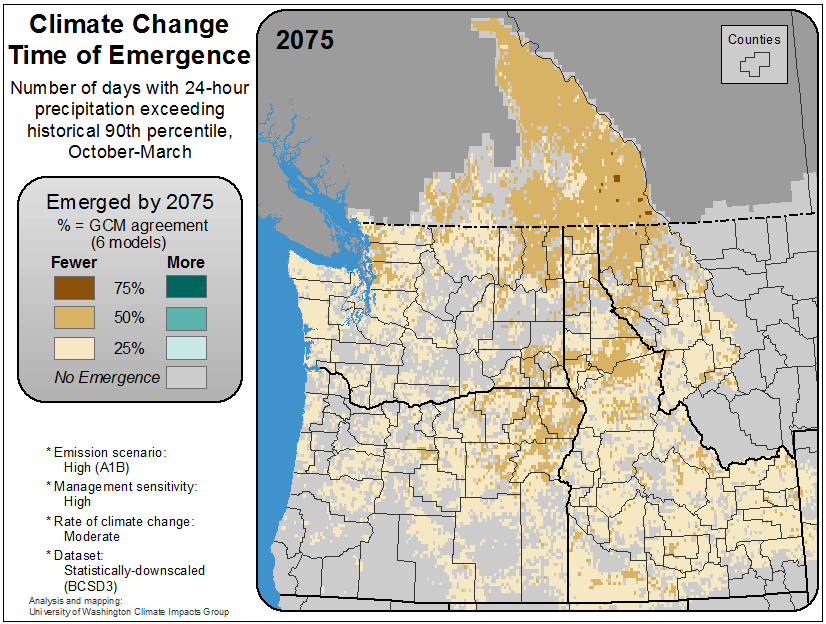 Climate Change
Time of Emergence
Number of days with 24-hour
precipitation exceeding
historical 90th percentile,
October-March
Emerged by 2075
% = GCM agreement
(6 models)
Fewer More
75%
50%
25%
No Emergence
* Emission scenario:
High (A1B)
* Management sensitivity:
High
* Rate of climate change:
Moderate
* Dataset:
Statistically-downscaled
(BCSD3)
Analysis and mapping:
University of Washington Climate Impacts Group
2075
Counties